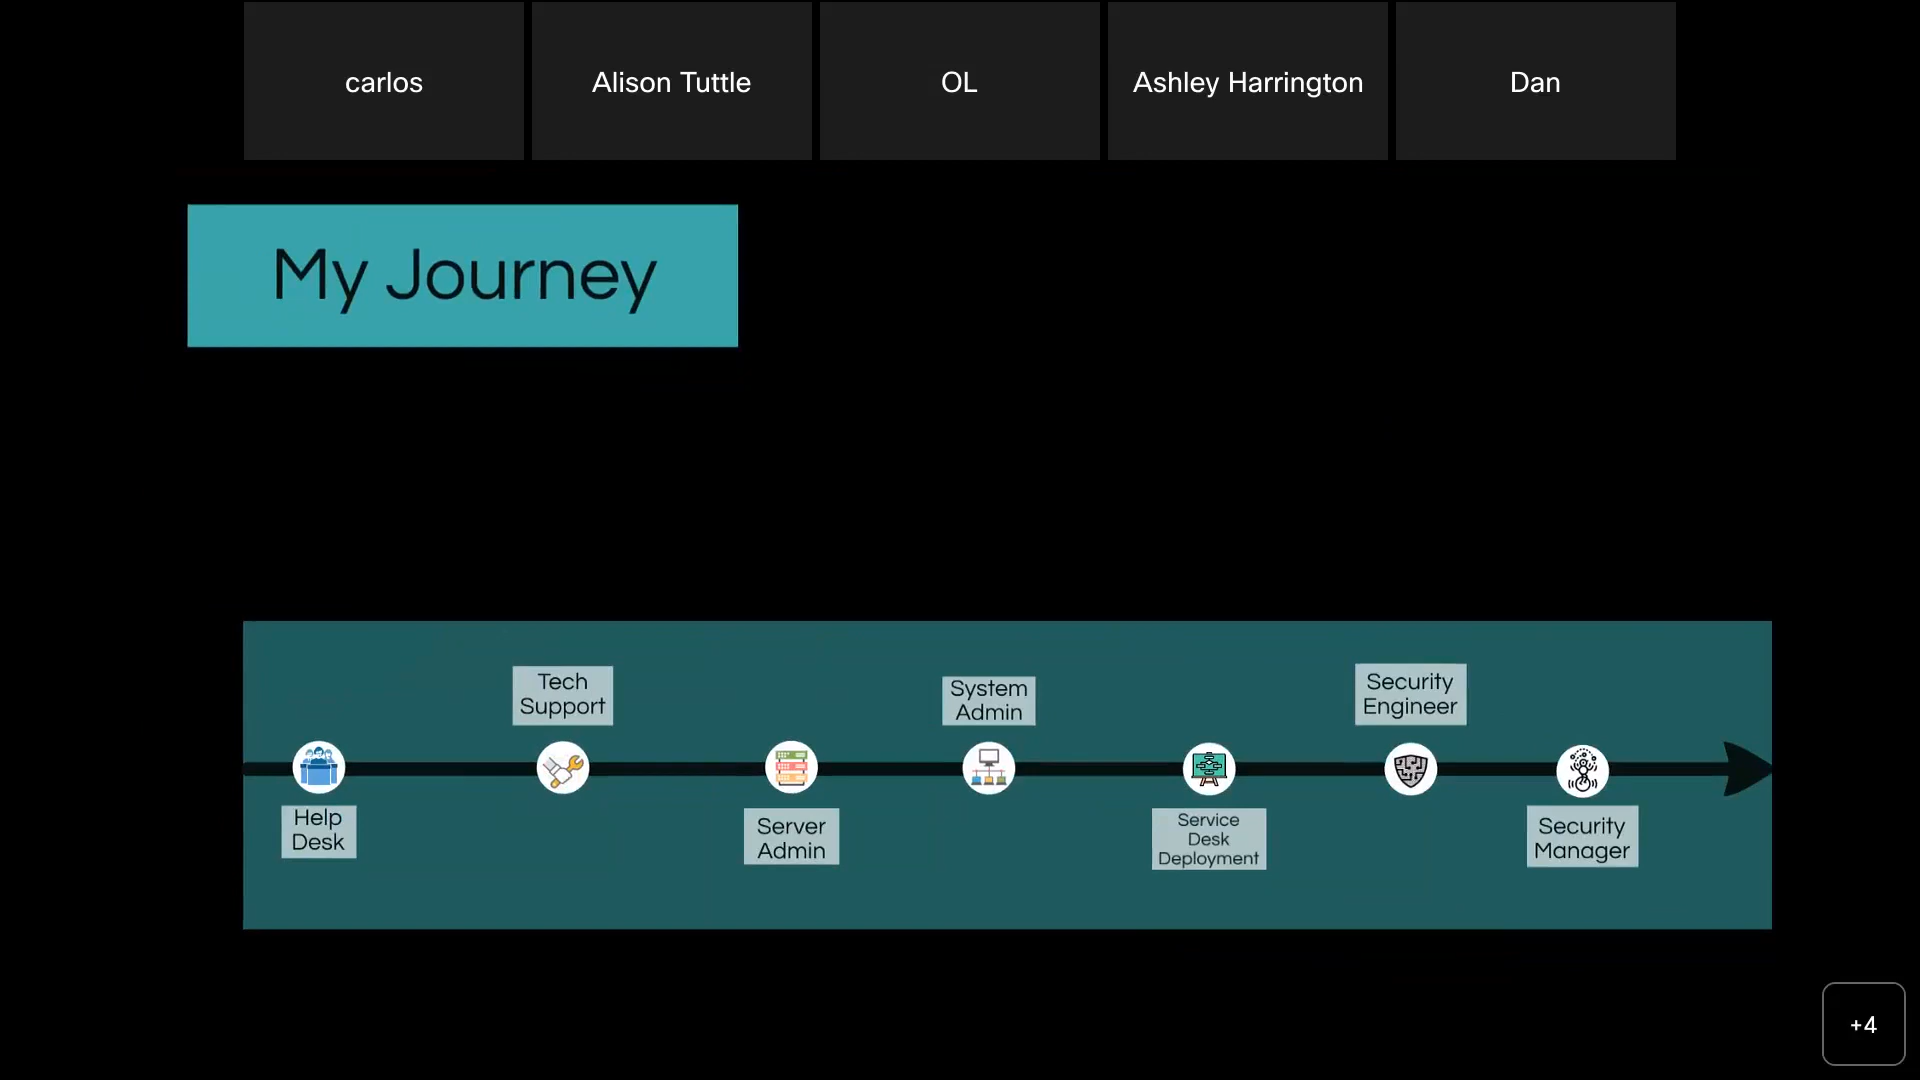 carlos
Alison Tuttle
OL
Ashley Harrington
Dan
My Journey
Help
Desk
Tech
Support
Server
Admin
System
Admin
Service
Desk
Deployment
Security
Engineer
Security
Manager
+4